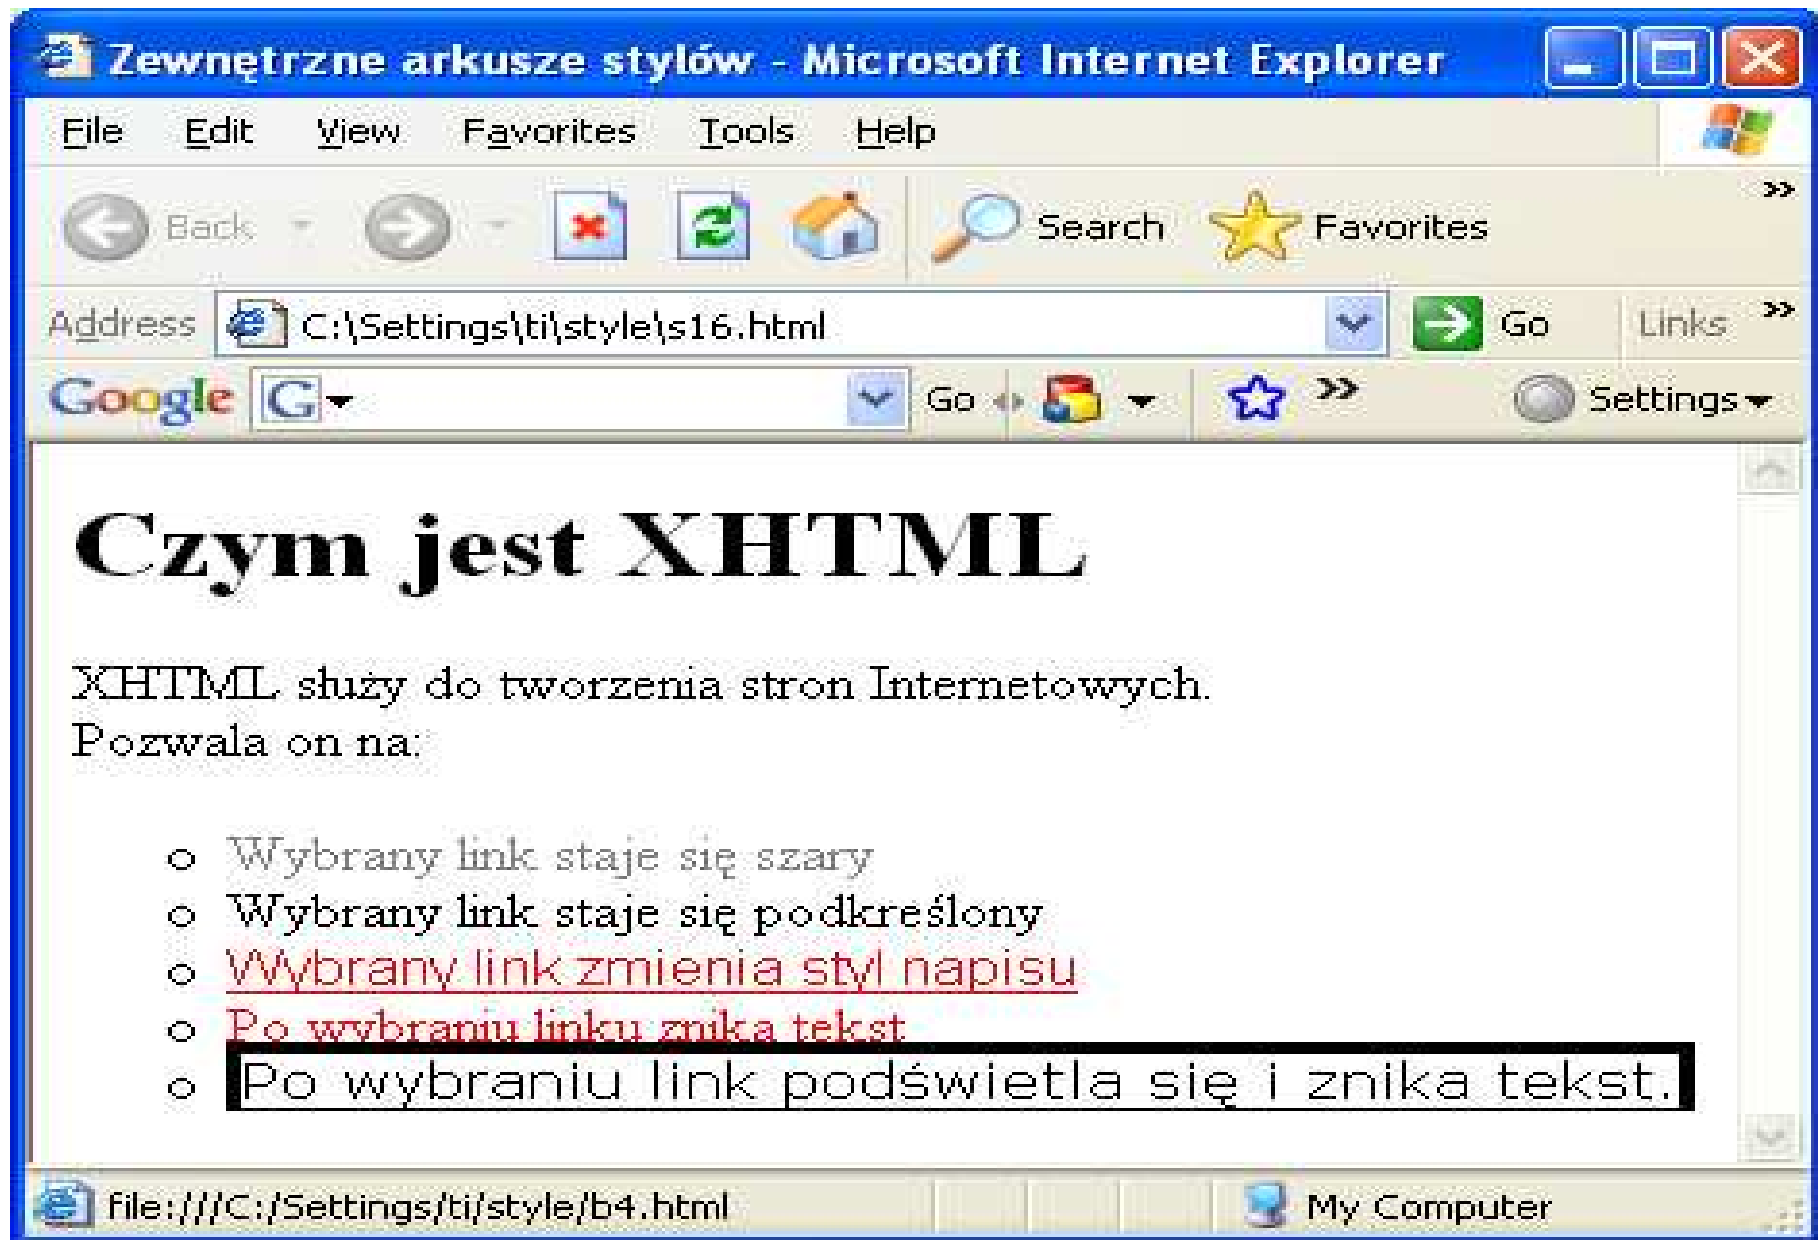 Zewnętrzne arkusze stylów - Microsoft Internet Explorer
File Edit View Favorites Tools Help
Back Search Favorites »
Address C:\Settings\ti\style\s16.html Go Links »
Google G Go » Settings
Czym jest XHTML
XHTML służy do tworzenia stron Internetowych.
Pozwala on na:
Wybrany link staje się szary
Wybrany link staje się podkreślony
Wybrany link zmienia styl napisu
Po wybraniu linku znika tekst
Po wybraniu link podświetla się i znika tekst.
file:///C:/Settings/ti/style/b4.html My Computer